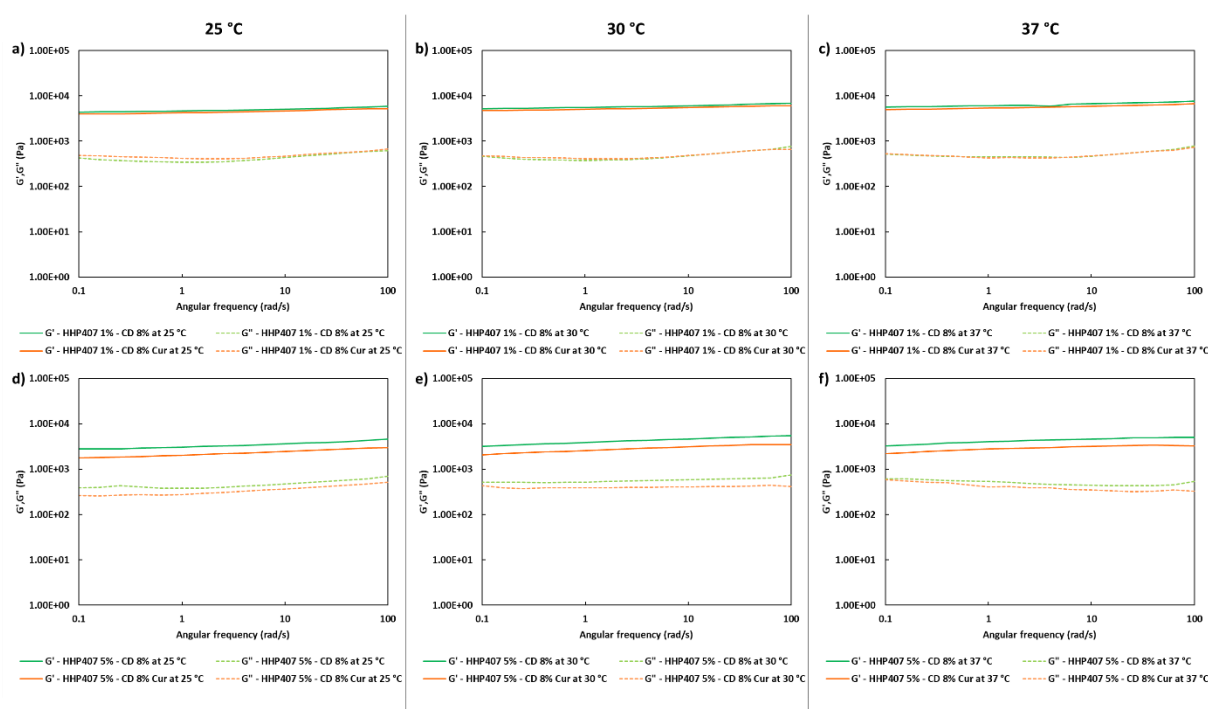 25 °C
30 °C
37 °C
a)
1.00E+05
1.00E+04
1.00E+03
1.00E+02
1.00E+01
1.00E+00
G',G'' (Pa)
0.1 1 10 100
Angular frequency (rad/s)
G' - HHP407 1% - CD 8% at 25 °C G'' - HHP407 1% - CD 8% at 25 °C
G' - HHP407 1% - CD 8% Cur at 25 °C G'' - HHP407 1% - CD 8% Cur at 25 °C
b)
1.00E+05
1.00E+04
1.00E+03
1.00E+02
1.00E+01
1.00E+00
G',G'' (Pa)
0.1 1 10 100
Angular frequency (rad/s)
G' - HHP407 1% - CD 8% at 30 °C G'' - HHP407 1% - CD 8% at 30 °C
G' - HHP407 1% - CD 8% Cur at 30 °C G'' - HHP407 1% - CD 8% Cur at 30 °C
c)
1.00E+05
1.00E+04
1.00E+03
1.00E+02
1.00E+01
1.00E+00
G',G'' (Pa)
0.1 1 10 100
Angular frequency (rad/s)
G' - HHP407 1% - CD 8% at 37 °C G'' - HHP407 1% - CD 8% at 37 °C
G' - HHP407 1% - CD 8% Cur at 37 °C G'' - HHP407 1% - CD 8% Cur at 37 °C
d)
1.00E+05
1.00E+04
1.00E+03
1.00E+02
1.00E+01
1.00E+00
G',G'' (Pa)
0.1 1 10 100
Angular frequency (rad/s)
G' - HHP407 5% - CD 8% at 25 °C G'' - HHP407 5% - CD 8% at 25 °C
G' - HHP407 5% - CD 8% Cur at 25 °C G'' - HHP407 5% - CD 8% Cur at 25 °C
e)
1.00E+05
1.00E+04
1.00E+03
1.00E+02
1.00E+01
1.00E+00
G',G'' (Pa)
0.1 1 10 100
Angular frequency (rad/s)
G' - HHP407 5% - CD 8% at 30 °C G'' - HHP407 5% - CD 8% at 30 °C
G' - HHP407 5% - CD 8% Cur at 30 °C G'' - HHP407 5% - CD 8% Cur at 30 °C
f)
1.00E+05
1.00E+04
1.00E+03
1.00E+02
1.00E+01
1.00E+00
G',G'' (Pa)
0.1 1 10 100
Angular frequency (rad/s)
G' - HHP407 5% - CD 8% at 37 °C G'' - HHP407 5% - CD 8% at 37 °C
G' - HHP407 5% - CD 8% Cur at 37 °C G'' - HHP407 5% - CD 8% Cur at 37 °C